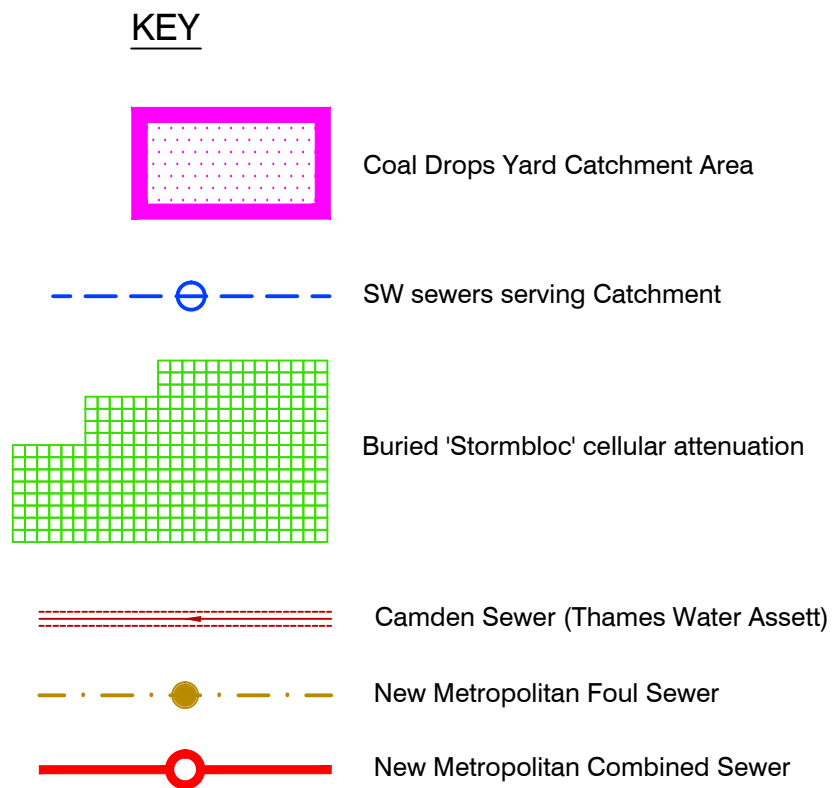 KEY
Coal Drops Yard Catchment Area
SW sewers serving Catchment
Buried 'Stormbloc' cellular attenuation
Camden Sewer (Thames Water Assett)
New Metropolitan Foul Sewer
New Metropolitan Combined Sewer